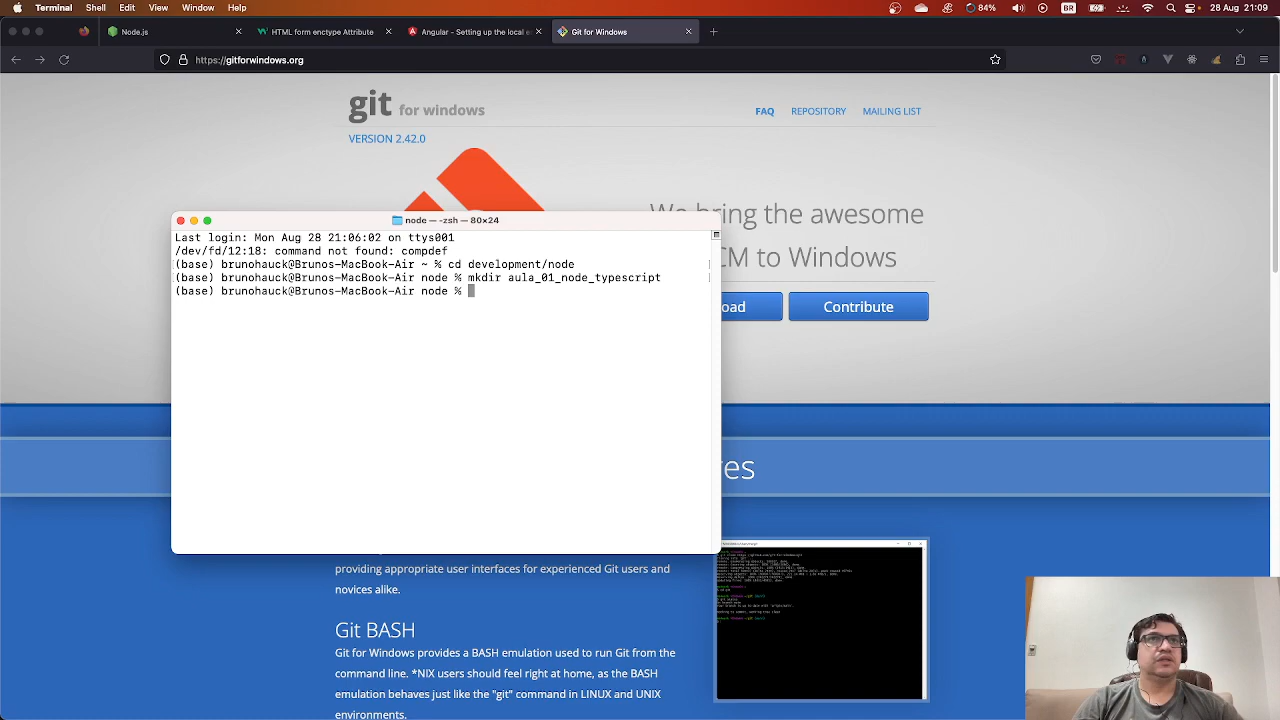 Terminal Shell Edit View Window Help
84% BR Mon 28 Aug 21:09
Node.js
HTML form enctype Attribute
Angular - Setting up the local e
Git for Windows
https://gitforwindows.org
80%
git for windows
FAQ REPOSITORY MAILING LIST
VERSION 2.42.0
bring the awesome
CM to Windows
oad
Contribute
node — -zsh — 80×24
Last login: Mon Aug 28 21:06:02 on ttys001
/dev/fd/12:18: command not found: compdef
(base) brunohauck@Brunos-MacBook-Air ~ % cd development/node
(base) brunohauck@Brunos-MacBook-Air node % mkdir aula_01_node_typescript
(base) brunohauck@Brunos-MacBook-Air node %
res
providing appropriate utilities for experienced Git users and
novices alike.
Git BASH
Git for Windows provides a BASH emulation used to run Git from the
command line. *NIX users should feel right at home, as the BASH
emulation behaves just like the "git" command in LINUX and UNIX
environments.